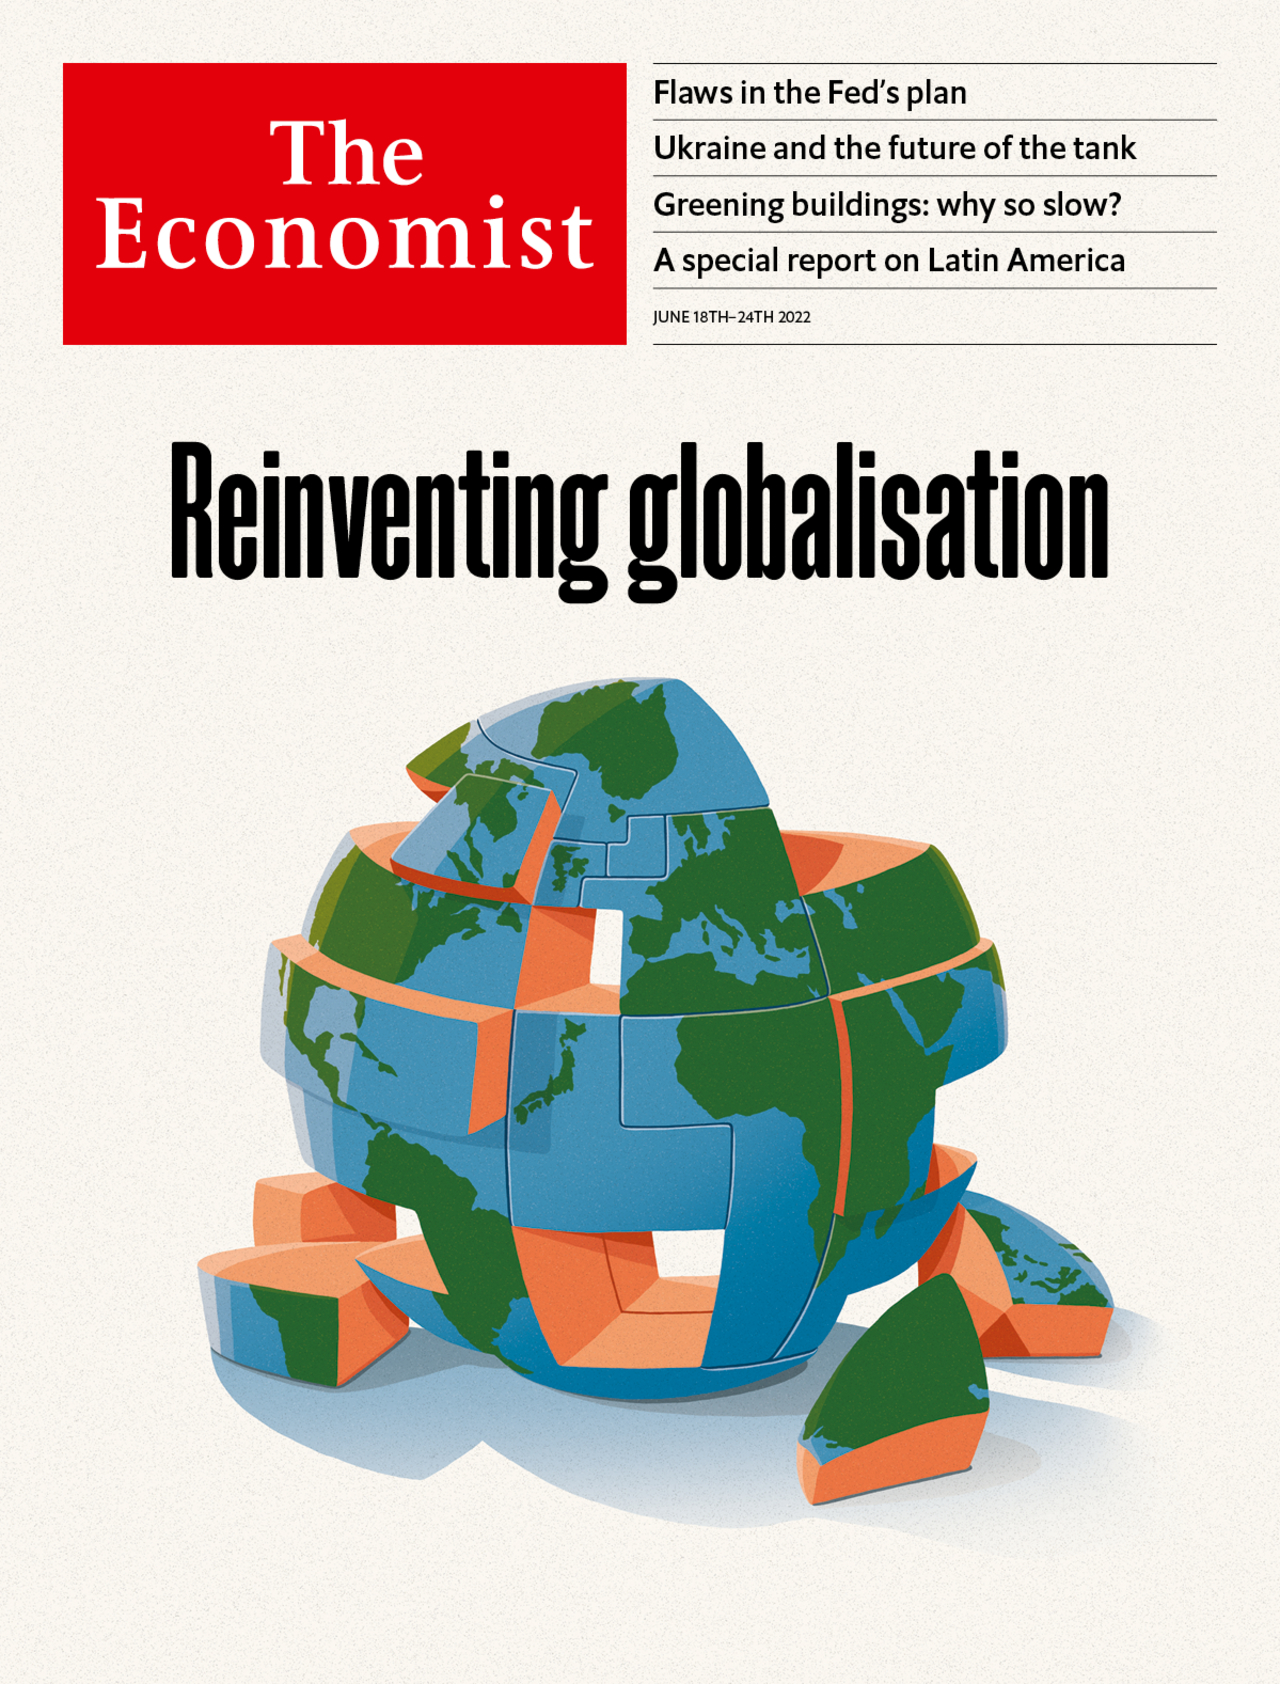 The
Economist
Flaws in the Fed's plan
Ukraine and the future of the tank
Greening buildings: why so slow?
A special report on Latin America
JUNE 18TH–24TH 2022
Reinventing globalisation